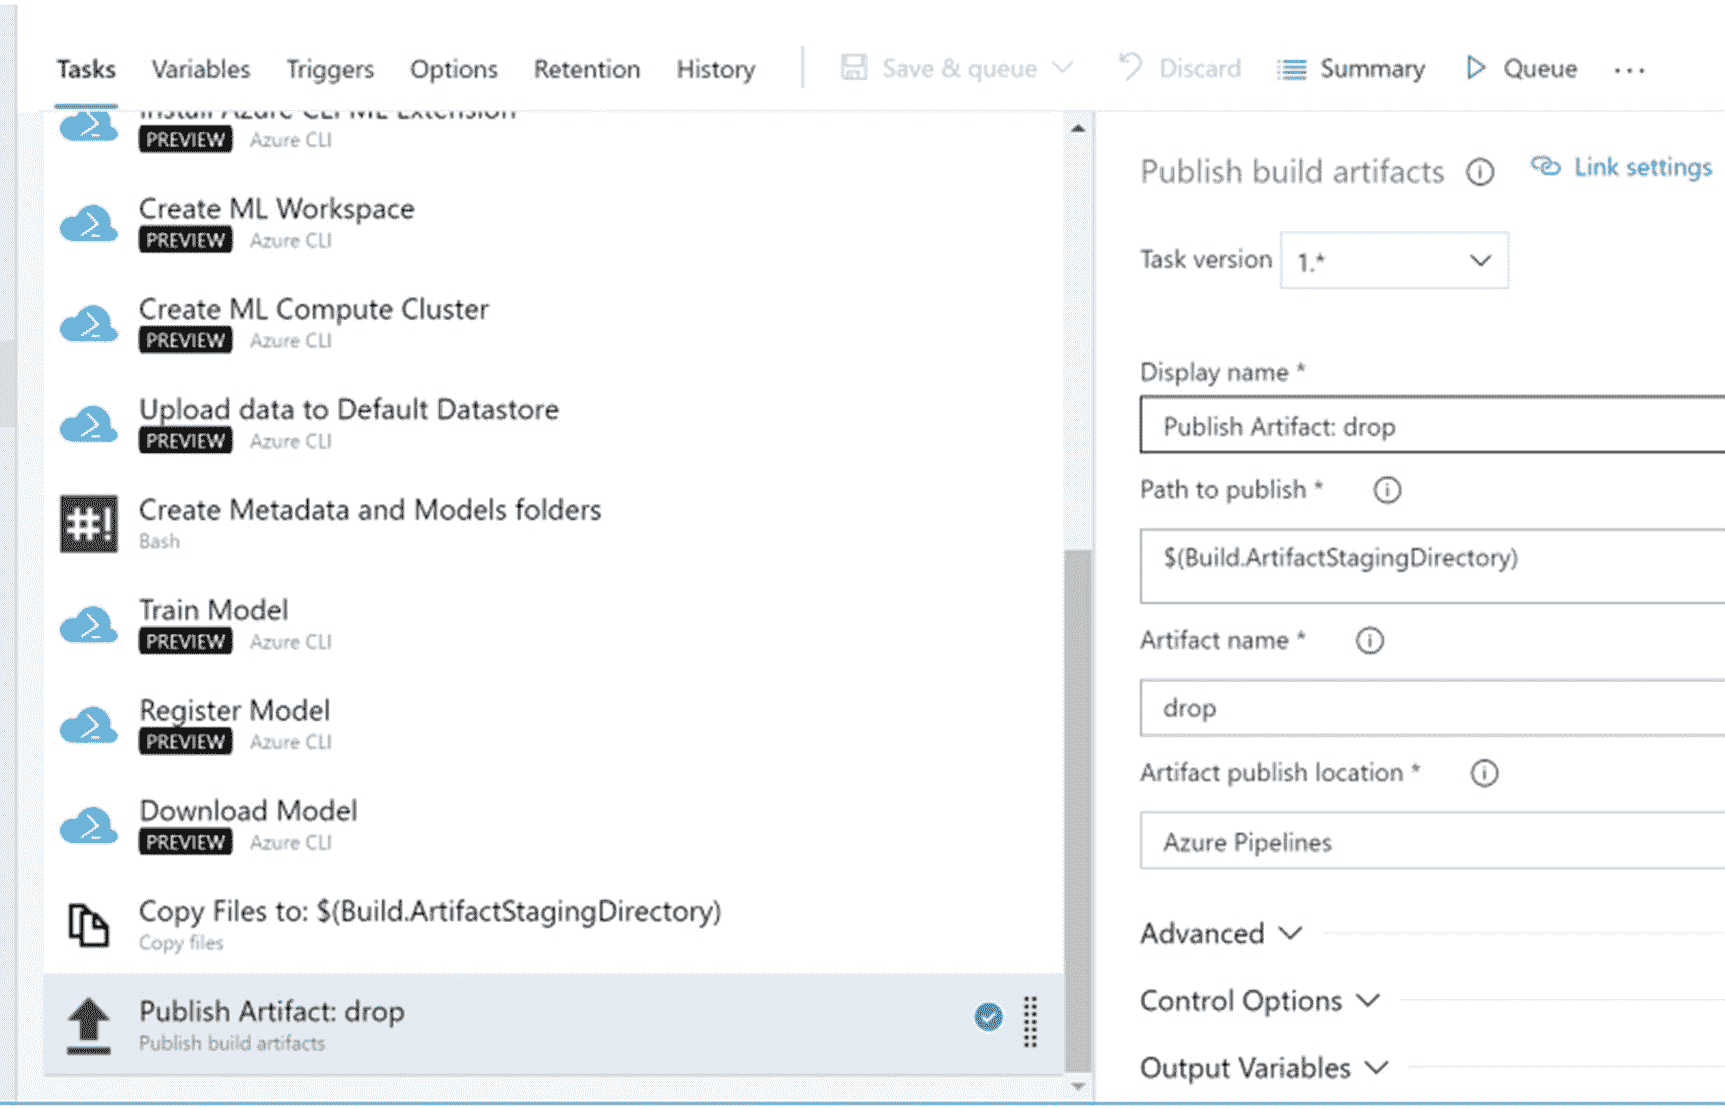 Tasks Variables Triggers Options Retention History Save & queue Discard Summary Queue ...
Install Azure CLI ML Extension
PREVIEW Azure CLI
Create ML Workspace
PREVIEW Azure CLI
Create ML Compute Cluster
PREVIEW Azure CLI
Upload data to Default Datastore
PREVIEW Azure CLI
Create Metadata and Models folders
Bash
Train Model
PREVIEW Azure CLI
Register Model
PREVIEW Azure CLI
Download Model
PREVIEW Azure CLI
Copy Files to: $(Build.ArtifactStagingDirectory)
Copy files
Publish Artifact: drop
Publish build artifacts
Publish build artifacts Link settings
Task version 1.*
Display name *
Publish Artifact: drop
Path to publish *
$(Build.ArtifactStagingDirectory)
Artifact name *
drop
Artifact publish location *
Azure Pipelines
Advanced
Control Options
Output Variables